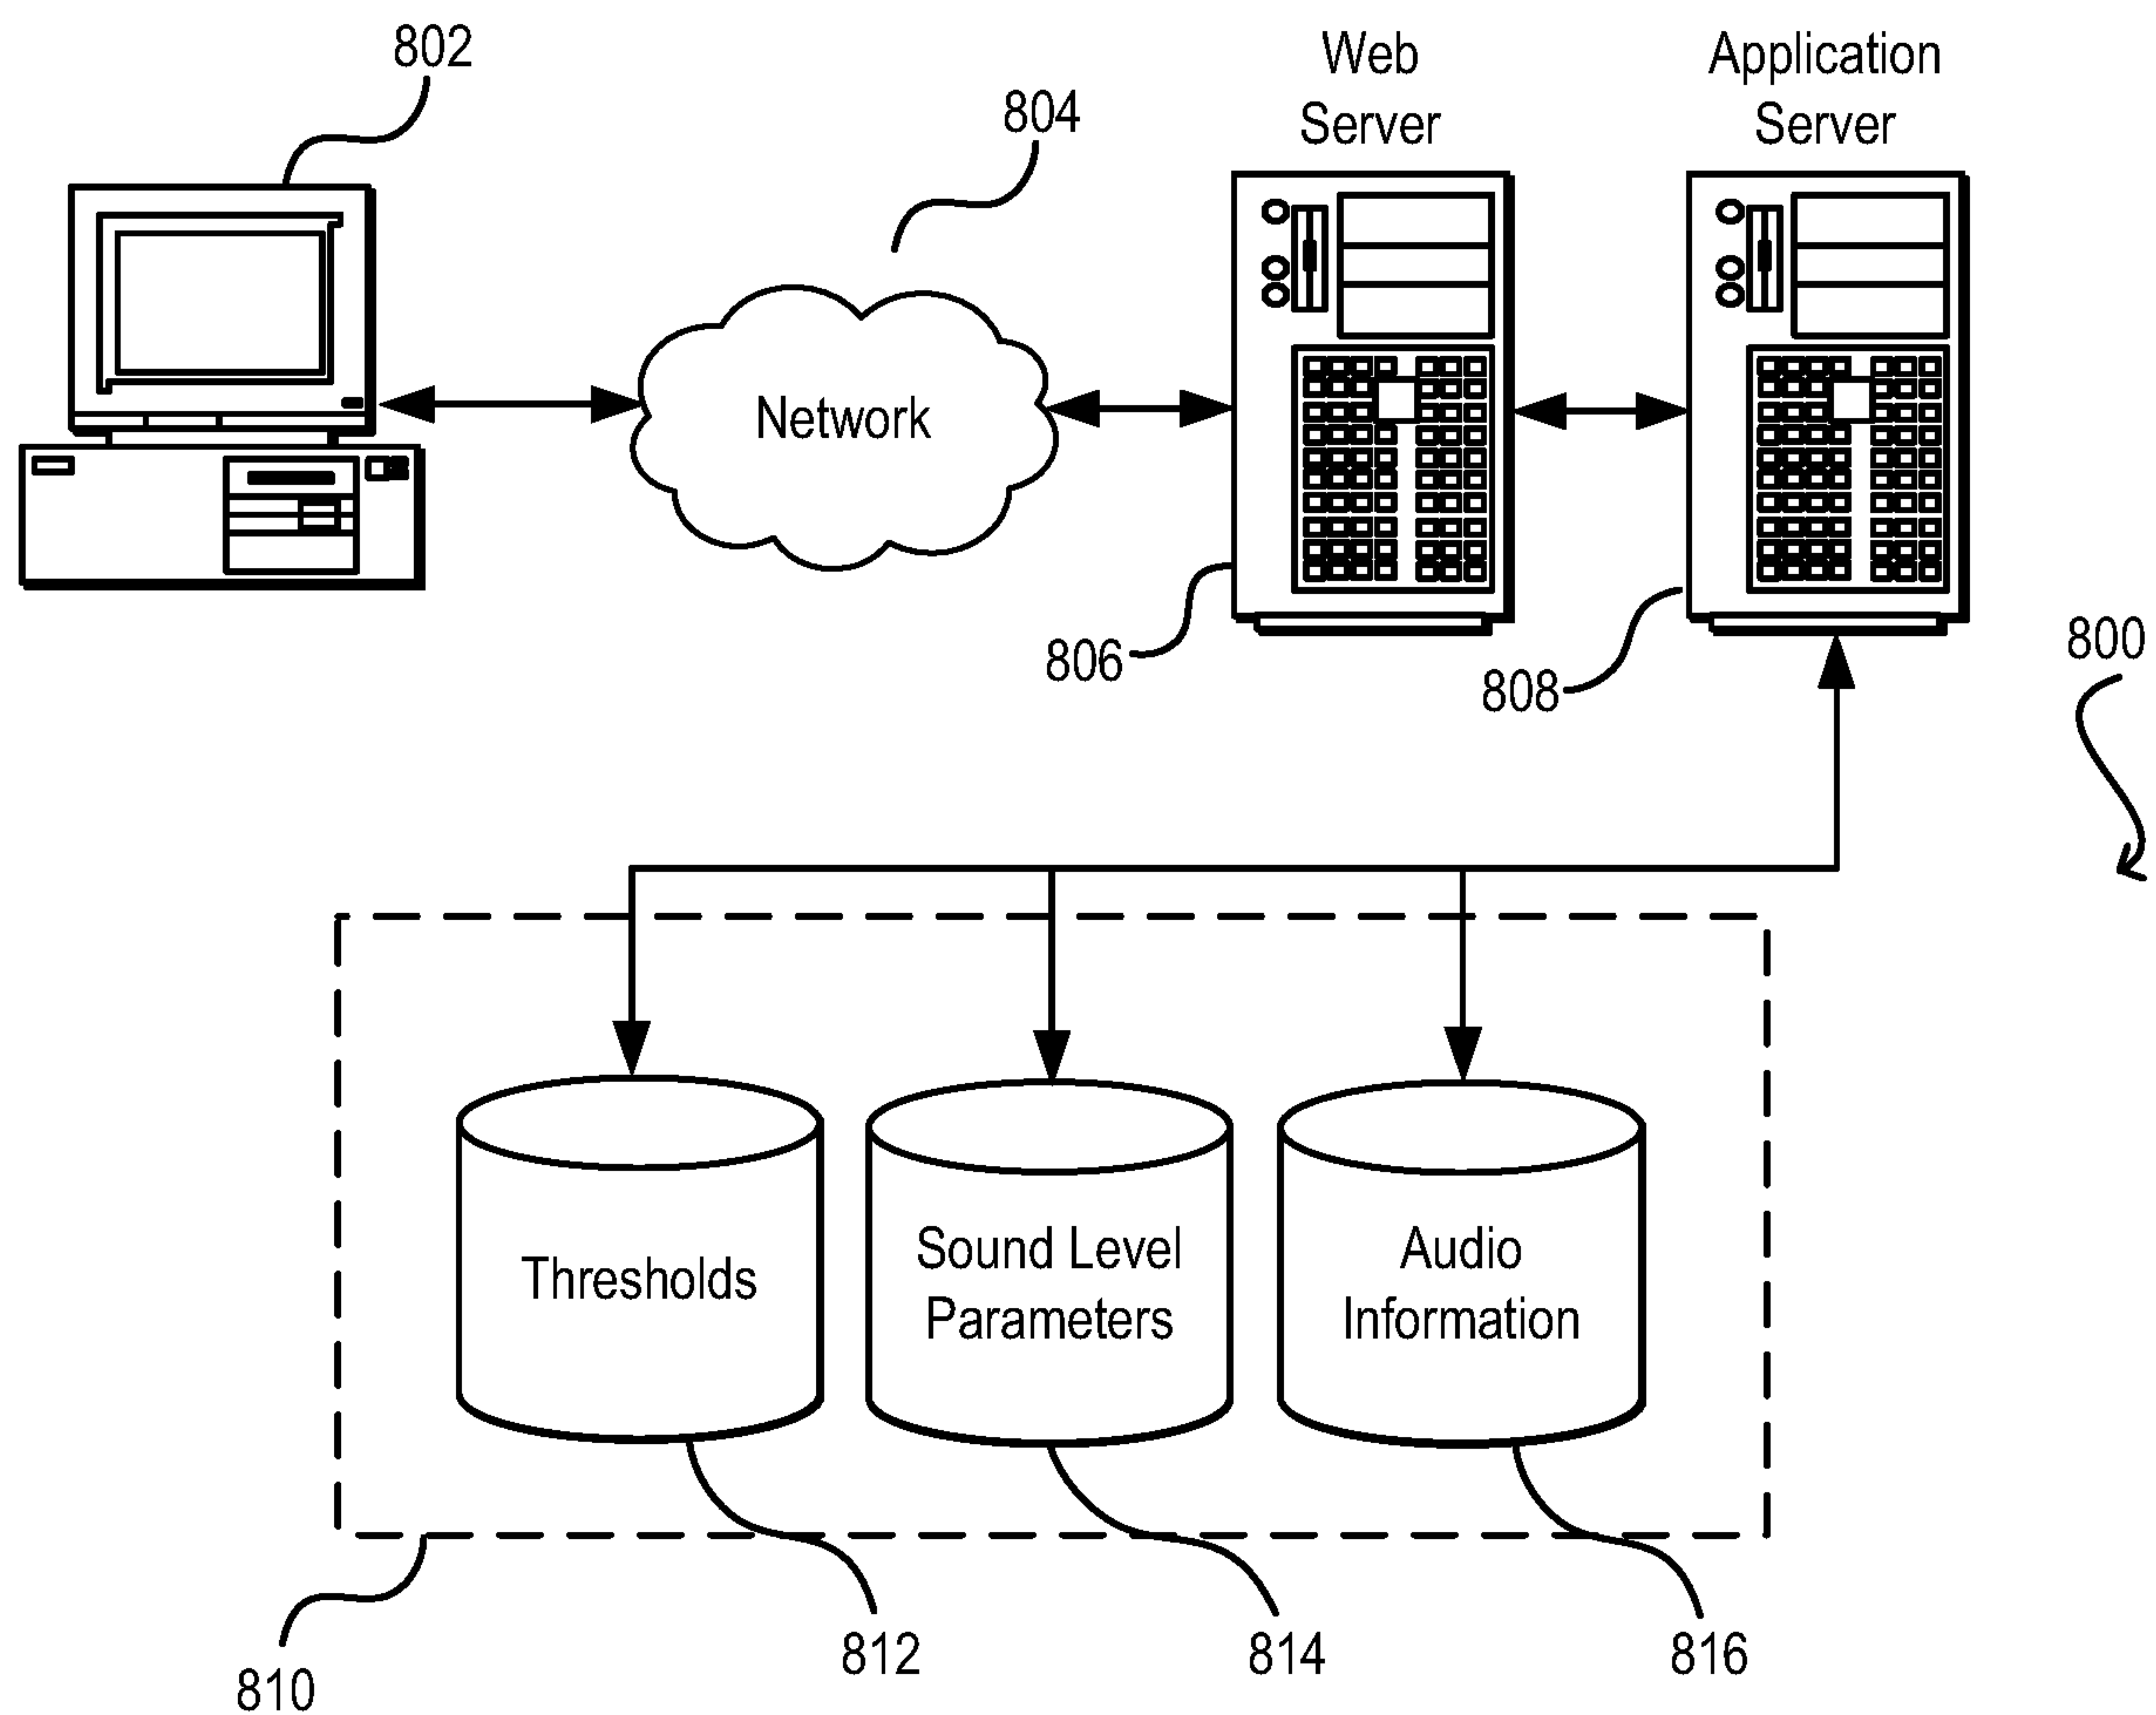 802
804
Web
Server
Application
Server
Network
806
808
800
Thresholds
Sound Level
Parameters
Audio
Information
810
812
814
816